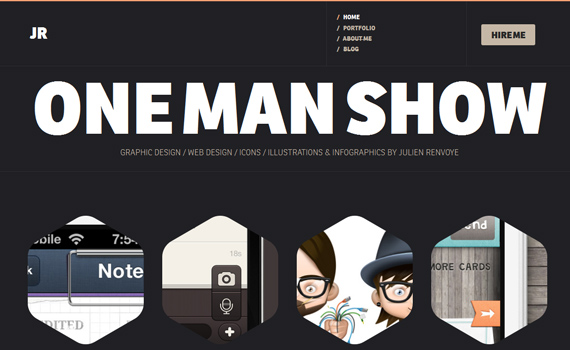 JR
/ HOME
/ PORTFOLIO
/ ABOUT ME
/ BLOG
HIRE ME
ONE MAN SHOW
GRAPHIC DESIGN / WEB DESIGN / ICONS / ILLUSTRATIONS & INFOGRAPHICS BY JULIEN RENVOYE
obile 7:5
k Note
DITED
18s
end
MORE CARDS